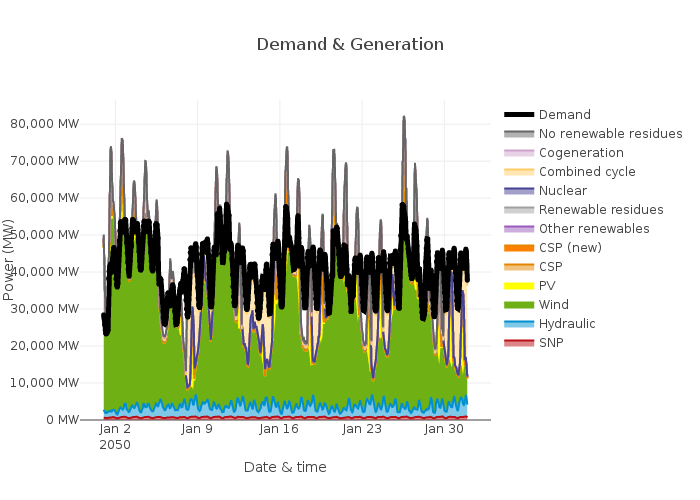 Demand & Generation
80,000 MW
70,000 MW
60,000 MW
50,000 MW
40,000 MW
30,000 MW
20,000 MW
10,000 MW
0 MW
Power (MW)
Jan 2
2050
Jan 9
Jan 16
Jan 23
Jan 30
Date & time
Demand
No renewable residues
Cogeneration
Combined cycle
Nuclear
Renewable residues
Other renewables
CSP (new)
CSP
PV
Wind
Hydraulic
SNP